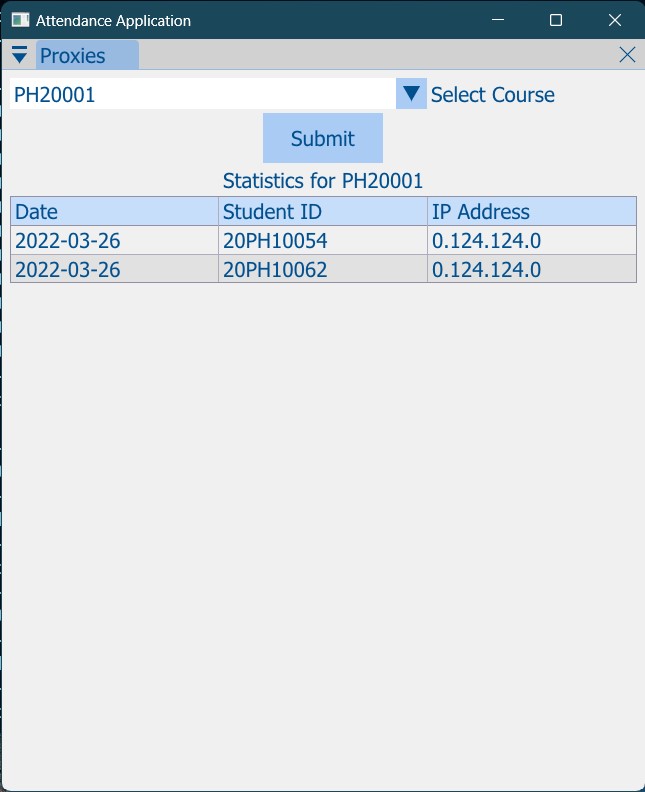 Attendance Application
Proxies
PH20001 Select Course
Submit
Statistics for PH20001
Date Student ID IP Address
2022-03-26 20PH10054 0.124.124.0
2022-03-26 20PH10062 0.124.124.0